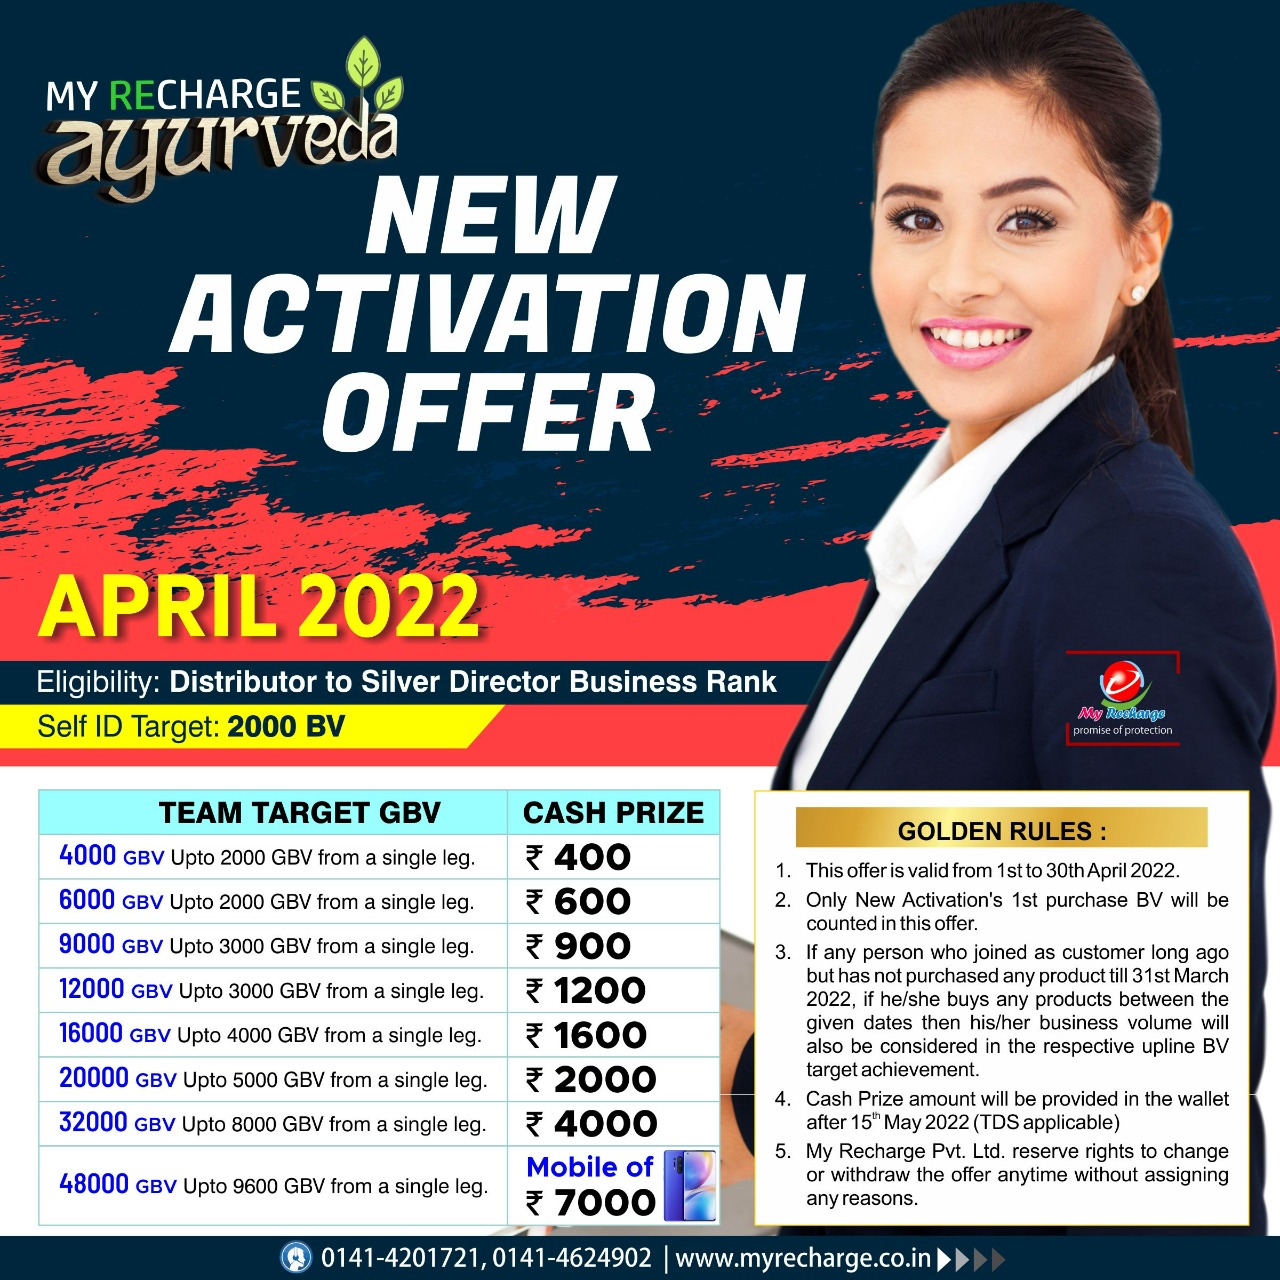 MY RECHARGE
ayurveda
NEW
ACTIVATION
OFFER
APRIL 2022
Eligibility: Distributor to Silver Director Business Rank
Self ID Target: 2000 BV
My Recharge
promise of protection
TEAM TARGET GBV CASH PRIZE
4000 GBV Upto 2000 GBV from a single leg. ₹ 400
6000 GBV Upto 2000 GBV from a single leg. ₹ 600
9000 GBV Upto 3000 GBV from a single leg. ₹ 900
12000 GBV Upto 3000 GBV from a single leg. ₹ 1200
16000 GBV Upto 4000 GBV from a single leg. ₹ 1600
20000 GBV Upto 5000 GBV from a single leg. ₹ 2000
32000 GBV Upto 8000 GBV from a single leg. ₹ 4000
48000 GBV Upto 9600 GBV from a single leg. Mobile of
₹ 7000
GOLDEN RULES :
1. This offer is valid from 1st to 30th April 2022.
2. Only New Activation's 1st purchase BV will be
counted in this offer.
3. If any person who joined as customer long ago
but has not purchased any product till 31st March
2022, if he/she buys any products between the
given dates then his/her business volume will
also be considered in the respective upline BV
target achievement.
4. Cash Prize amount will be provided in the wallet
after 15th May 2022 (TDS applicable)
5. My Recharge Pvt. Ltd. reserve rights to change
or withdraw the offer anytime without assigning
any reasons.
0141-4201721, 0141-4624902 | www.myrecharge.co.in